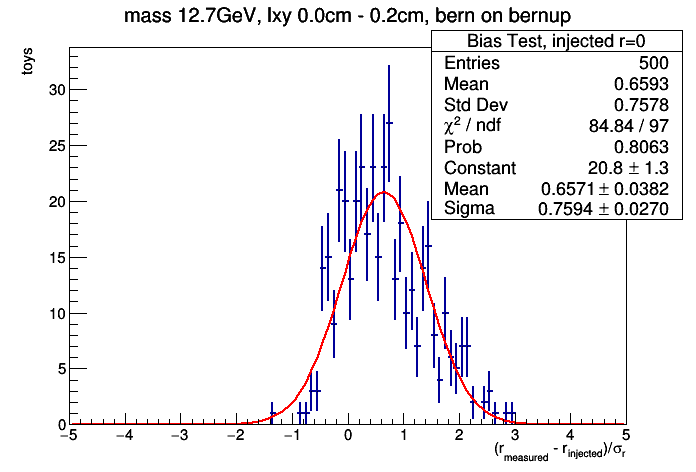 mass 12.7GeV, lxy 0.0cm - 0.2cm, bern on bernup
Bias Test, injected r=0
Entries 500
Mean 0.6593
Std Dev 0.7578
χ² / ndf 84.84 / 97
Prob 0.8063
Constant 20.8 ± 1.3
Mean 0.6571 ± 0.0382
Sigma 0.7594 ± 0.0270
toys
30
25
20
15
10
5
0
−5 −4 −3 −2 −1 0 1 2 3 4 5
(r_measured - r_injected)/σ_r